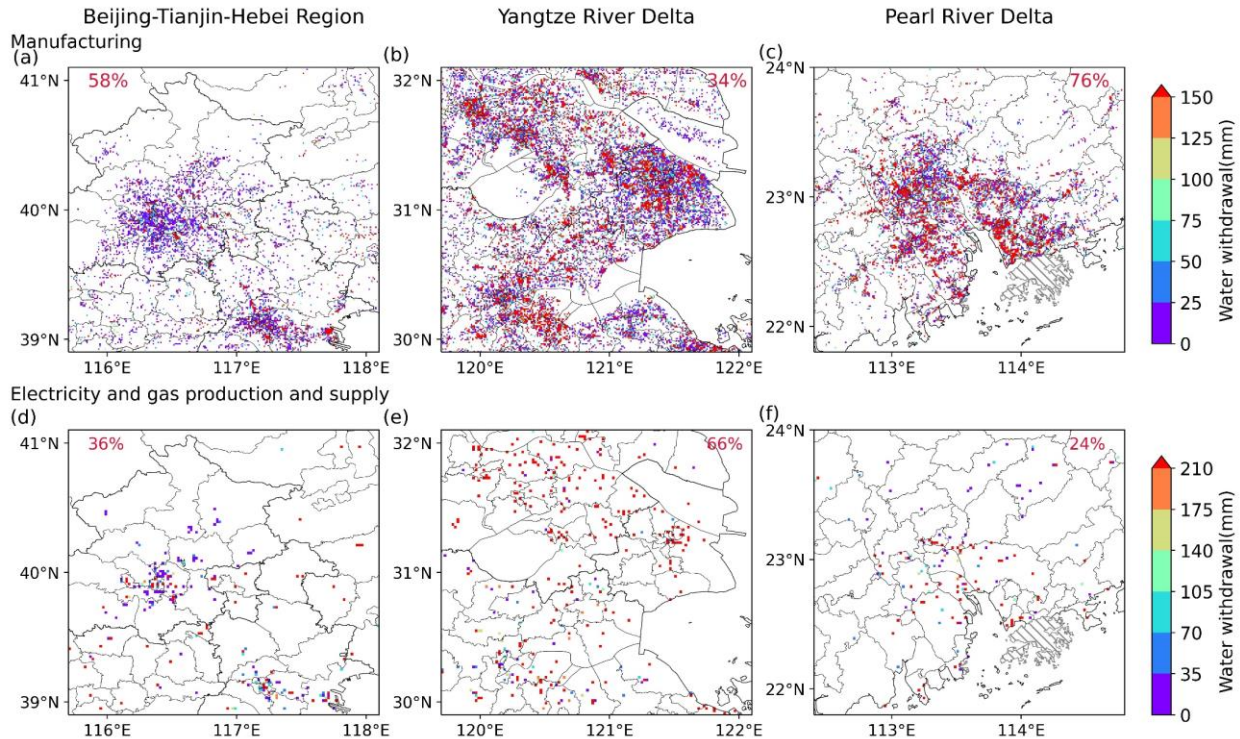 Beijing-Tianjin-Hebei Region
Yangtze River Delta
Pearl River Delta
Manufacturing
(a)
58%
41°N
40°N
39°N
116°E
117°E
118°E
(b)
34%
32°N
31°N
30°N
120°E
121°E
122°E
(c)
76%
24°N
23°N
22°N
113°E
114°E
150
125
100
75
50
25
0
Water withdrawal(mm)
Electricity and gas production and supply
(d)
36%
41°N
40°N
39°N
116°E
117°E
118°E
(e)
66%
32°N
31°N
30°N
120°E
121°E
122°E
(f)
24%
24°N
23°N
22°N
113°E
114°E
210
175
140
105
70
35
0
Water withdrawal(mm)